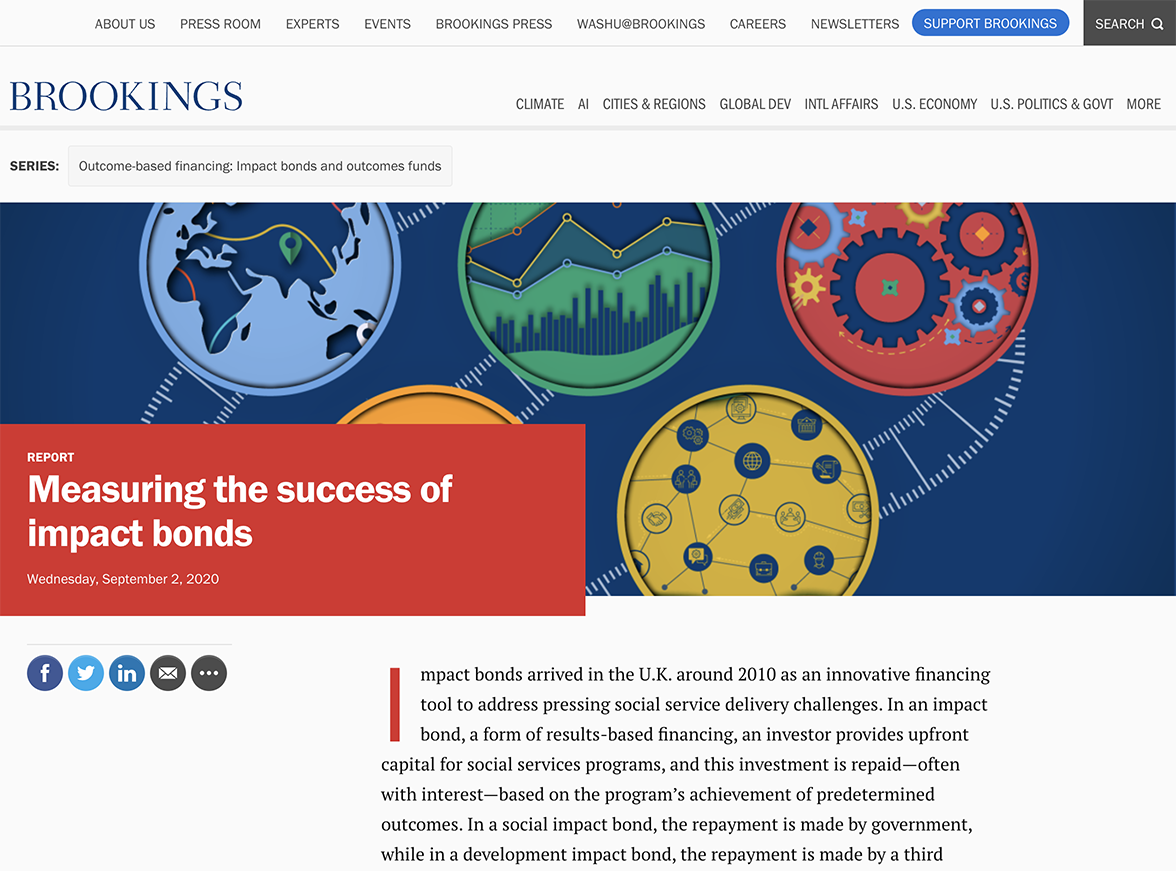 ABOUT US PRESS ROOM EXPERTS EVENTS BROOKINGS PRESS WASHU@BROOKINGS CAREERS NEWSLETTERS SUPPORT BROOKINGS SEARCH
BROOKINGS
CLIMATE AI CITIES & REGIONS GLOBAL DEV INTL AFFAIRS U.S. ECONOMY U.S. POLITICS & GOVT MORE
SERIES: Outcome-based financing: Impact bonds and outcomes funds
REPORT
Measuring the success of
impact bonds
Wednesday, September 2, 2020
Impact bonds arrived in the U.K. around 2010 as an innovative financing
tool to address pressing social service delivery challenges. In an impact
bond, a form of results-based financing, an investor provides upfront
capital for social services programs, and this investment is repaid—often
with interest—based on the program’s achievement of predetermined
outcomes. In a social impact bond, the repayment is made by government,
while in a development impact bond, the repayment is made by a third